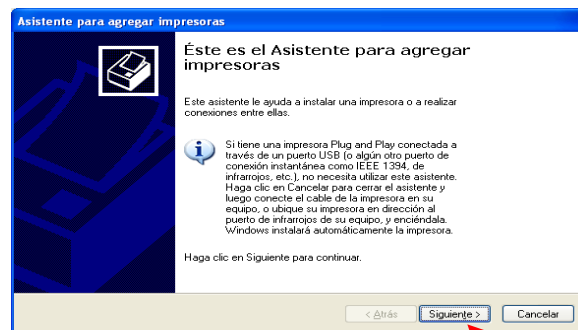 Asistente para agregar impresoras
Éste es el Asistente para agregar
impresoras
Este asistente le ayuda a instalar una impresora o a realizar
conexiones entre ellas.
Si tiene una impresora Plug and Play conectada a
través de un puerto USB (o algún otro puerto de
conexión instantánea como IEEE 1394, de
infrarrojos, etc.), no necesita utilizar este asistente.
Haga clic en Cancelar para cerrar el asistente y
luego conecte el cable de la impresora en su
equipo, o ubique su impresora en dirección al
puerto de infrarrojos de su equipo, y enciéndala.
Windows instalará automáticamente la impresora.
Haga clic en Siguiente para continuar.
< Atrás Siguiente > Cancelar